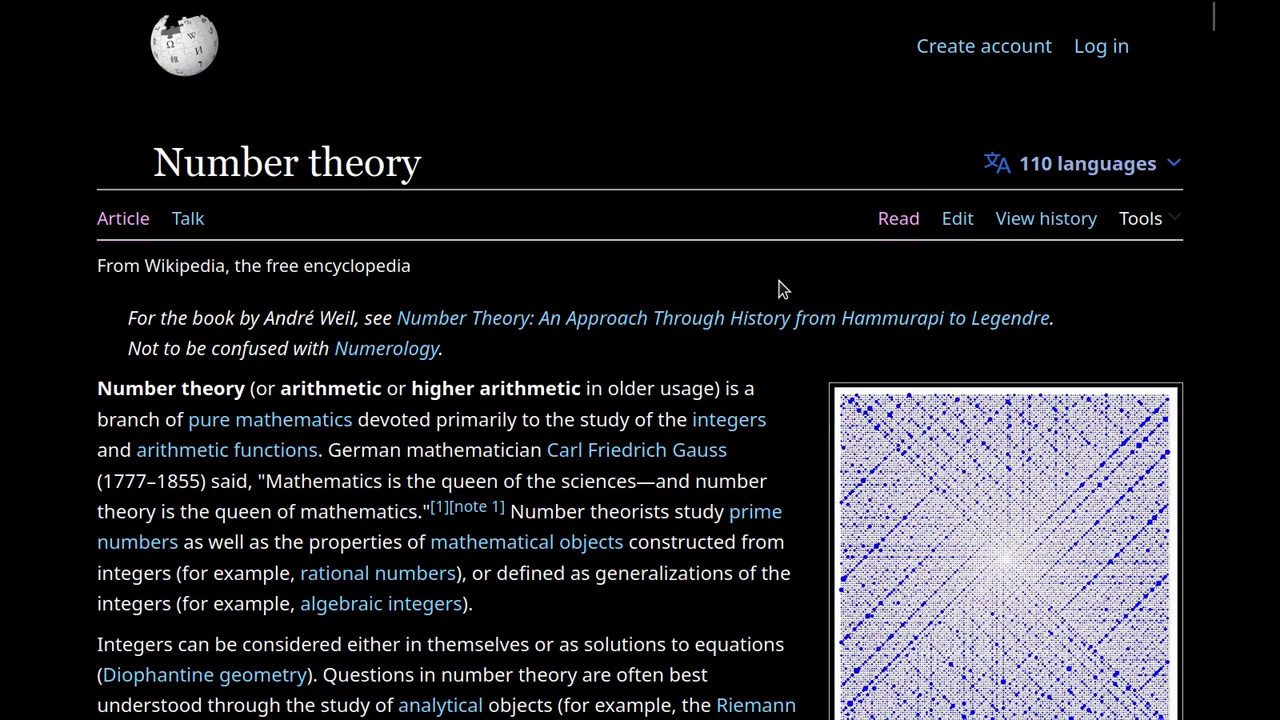 Create account Log in
Number theory
110 languages
Article Talk Read Edit View history Tools
From Wikipedia, the free encyclopedia
For the book by André Weil, see Number Theory: An Approach Through History from Hammurapi to Legendre.
Not to be confused with Numerology.
Number theory (or arithmetic or higher arithmetic in older usage) is a
branch of pure mathematics devoted primarily to the study of the integers
and arithmetic functions. German mathematician Carl Friedrich Gauss
(1777–1855) said, "Mathematics is the queen of the sciences—and number
theory is the queen of mathematics."[1][note 1] Number theorists study prime
numbers as well as the properties of mathematical objects constructed from
integers (for example, rational numbers), or defined as generalizations of the
integers (for example, algebraic integers).
Integers can be considered either in themselves or as solutions to equations
(Diophantine geometry). Questions in number theory are often best
understood through the study of analytical objects (for example, the Riemann